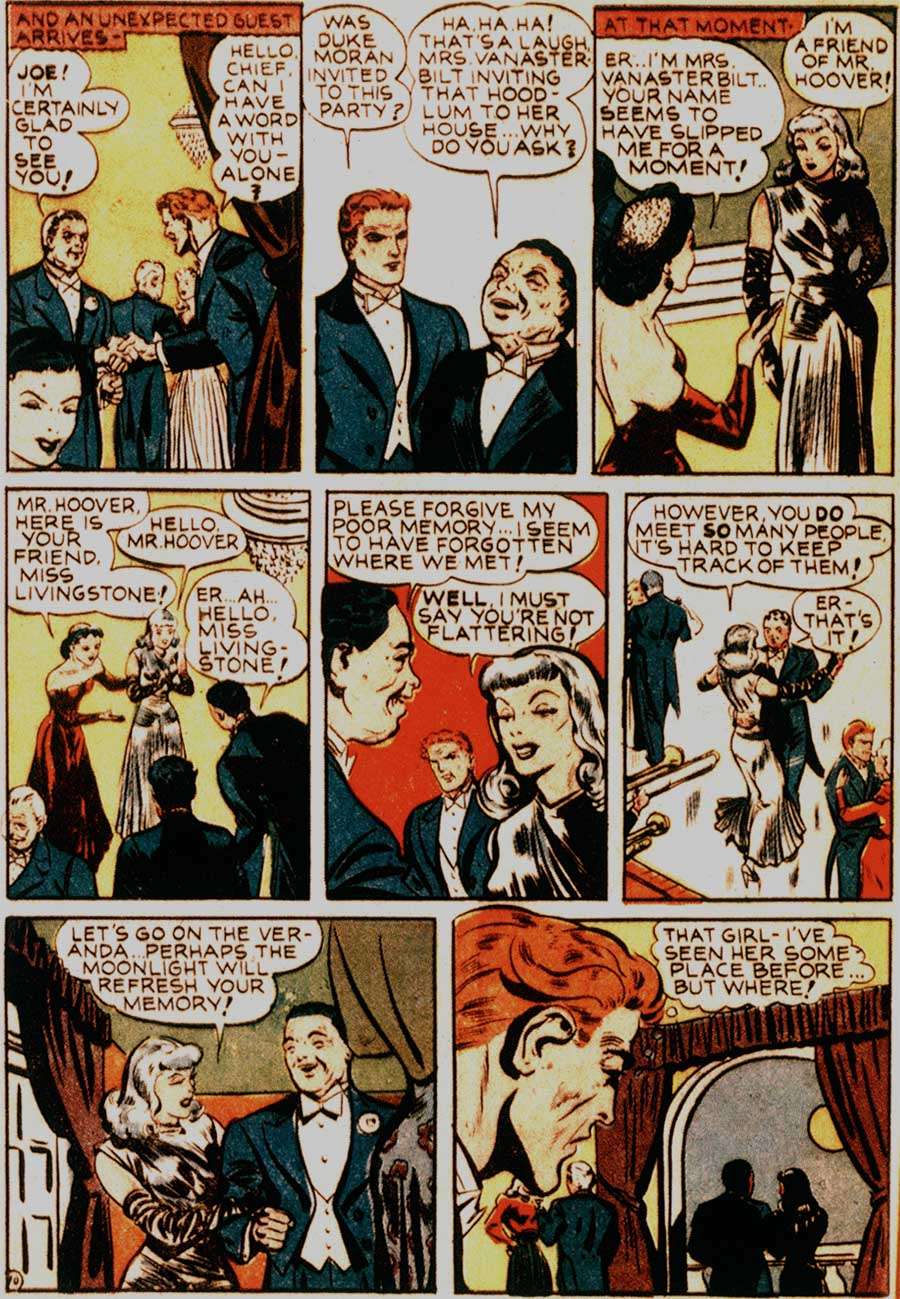 AND AN UNEXPECTED GUEST
ARRIVES-
JOE!
I'M
CERTAINLY
GLAD
TO
SEE
YOU!
HELLO,
CHIEF,
CAN I
HAVE
A WORD
WITH
YOU-
ALONE
?
WAS
DUKE
MORAN
INVITED
TO THIS
PARTY?
HA, HA, HA!
THAT'S A LAUGH,
MRS. VANASTER-
BILT INVITING
THAT HOOD-
LUM TO HER
HOUSE...WHY
DO YOU ASK?
AT THAT MOMENT-
ER...I'M MRS.
VANASTERBILT..
YOUR NAME
SEEMS TO
HAVE SLIPPED
ME FOR A
MOMENT!
I'M
A FRIEND
OF MR.
HOOVER!
MR. HOOVER,
HERE IS
YOUR
FRIEND,
MISS
LIVINGSTONE!
HELLO,
MR. HOOVER
ER...AH...
HELLO,
MISS
LIVING-
STONE!
PLEASE FORGIVE MY
POOR MEMORY...I SEEM
TO HAVE FORGOTTEN
WHERE WE MET!
WELL, I MUST
SAY, YOU'RE NOT
FLATTERING!
HOWEVER, YOU DO
MEET SO MANY PEOPLE,
IT'S HARD TO KEEP
TRACK OF THEM!
ER-
THAT'S
IT!
LET'S GO ON THE VER-
ANDA...PERHAPS THE
MOONLIGHT WILL
REFRESH YOUR
MEMORY!
THAT GIRL- I'VE
SEEN HER SOME-
PLACE BEFORE...
BUT WHERE!